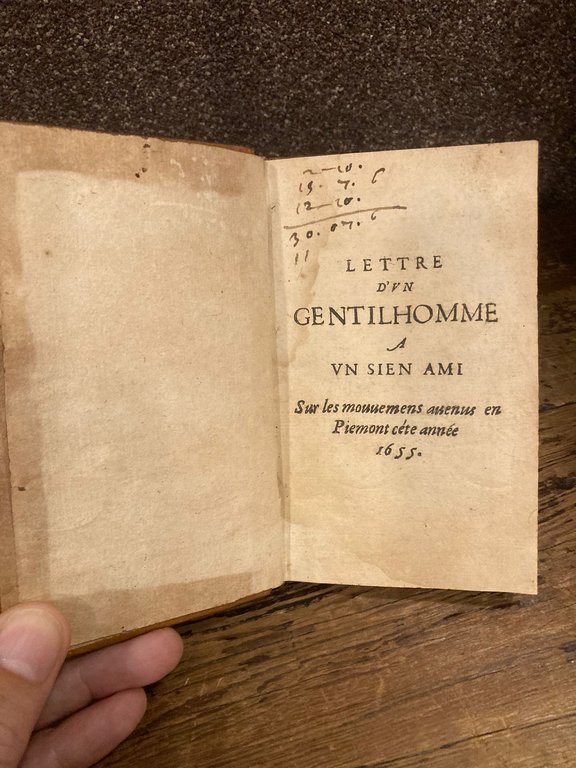 2-10.
15. 7. 6
12-10.
30. 07. 6
11
LETTRE
D'VN
GENTILHOMME
A
VN SIEN AMI
Sur les mouuemens auenus en
Piemont céte année
1655.